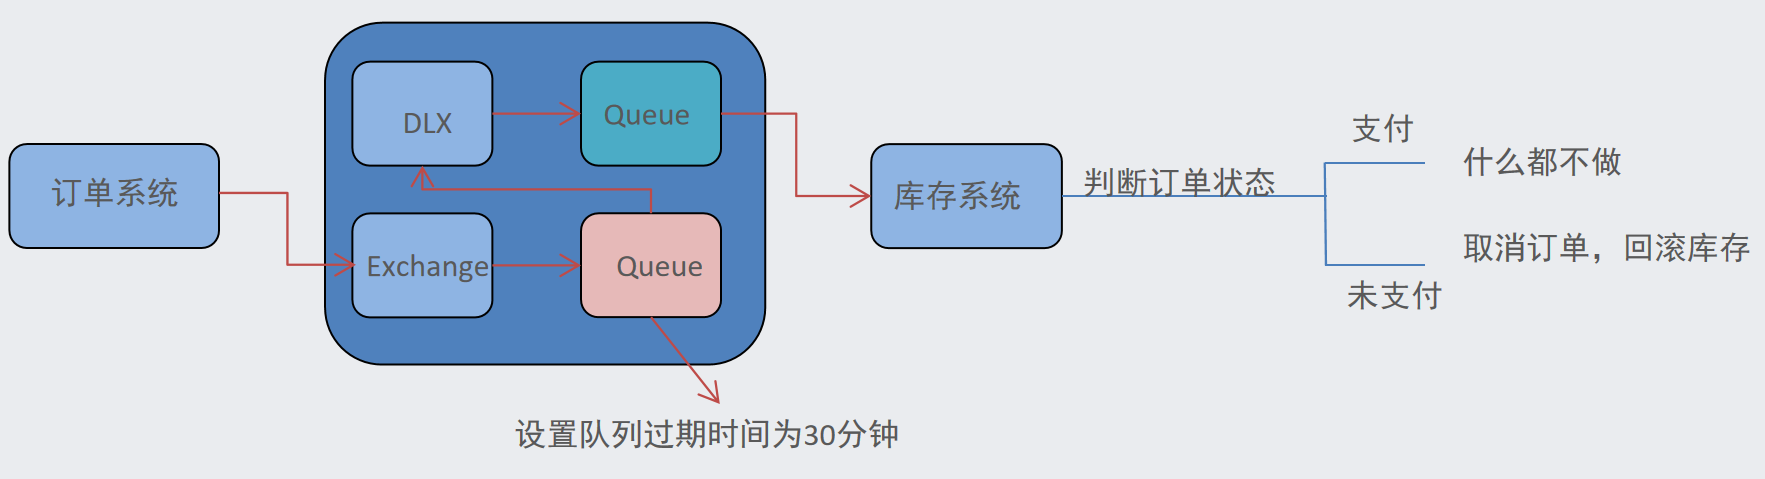 订单系统
DLX
Queue
Exchange
Queue
设置队列过期时间为30分钟
库存系统
判断订单状态
支付
什么都不做
取消订单，回滚库存
未支付